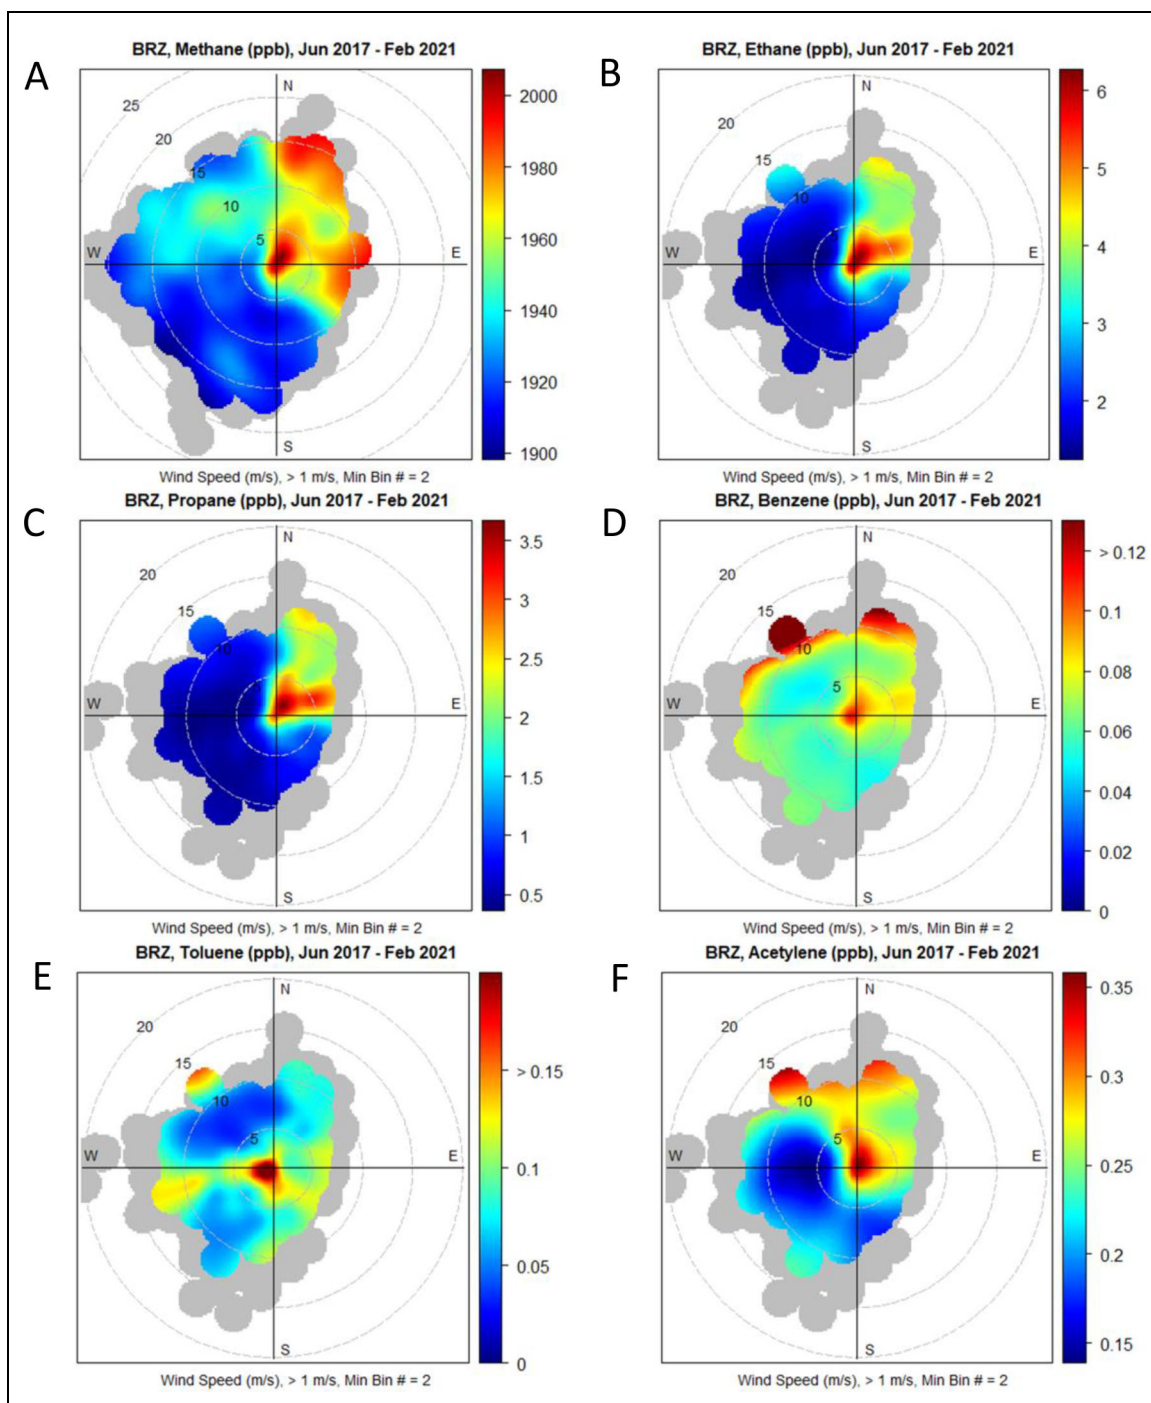 A
BRZ, Methane (ppb), Jun 2017 - Feb 2021
N
25
20
15
10
5
W
E
S
2000
1980
1960
1940
1920
1900
Wind Speed (m/s), > 1 m/s, Min Bin # = 2
B
BRZ, Ethane (ppb), Jun 2017 - Feb 2021
N
20
15
10
W
E
S
6
5
4
3
2
Wind Speed (m/s), > 1 m/s, Min Bin # = 2
C
BRZ, Propane (ppb), Jun 2017 - Feb 2021
N
20
15
10
5
W
E
S
3.5
3
2.5
2
1.5
1
0.5
Wind Speed (m/s), > 1 m/s, Min Bin # = 2
D
BRZ, Benzene (ppb), Jun 2017 - Feb 2021
N
20
15
10
5
W
E
S
> 0.12
0.1
0.08
0.06
0.04
0.02
0
Wind Speed (m/s), > 1 m/s, Min Bin # = 2
E
BRZ, Toluene (ppb), Jun 2017 - Feb 2021
N
20
15
10
5
W
E
S
> 0.15
0.1
0.05
0
Wind Speed (m/s), > 1 m/s, Min Bin # = 2
F
BRZ, Acetylene (ppb), Jun 2017 - Feb 2021
N
20
15
10
5
W
E
S
0.35
0.3
0.25
0.2
0.15
Wind Speed (m/s), > 1 m/s, Min Bin # = 2